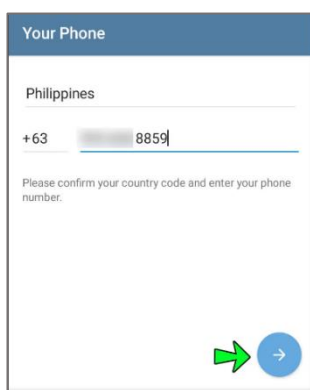 Your Phone
Philippines
+63 8859
Please confirm your country code and enter your phone
number.